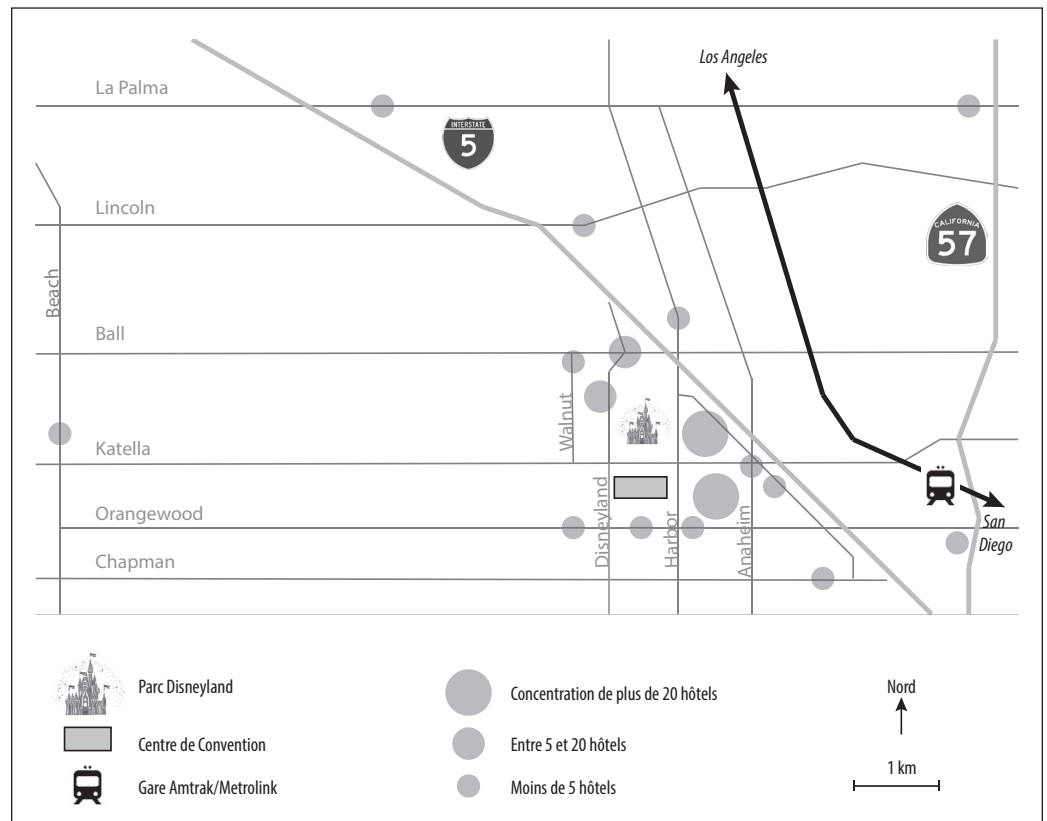 Los Angeles
La Palma
INTERSTATE
5
Lincoln
CALIFORNIA
57
Beach
Ball
Walnut
Katella
Disneyland
Harbor
Anaheim
Orangewood
San
Diego
Chapman
Parc Disneyland
Concentration de plus de 20 hôtels
Nord
Centre de Convention
Entre 5 et 20 hôtels
1 km
Gare Amtrak/Metrolink
Moins de 5 hôtels